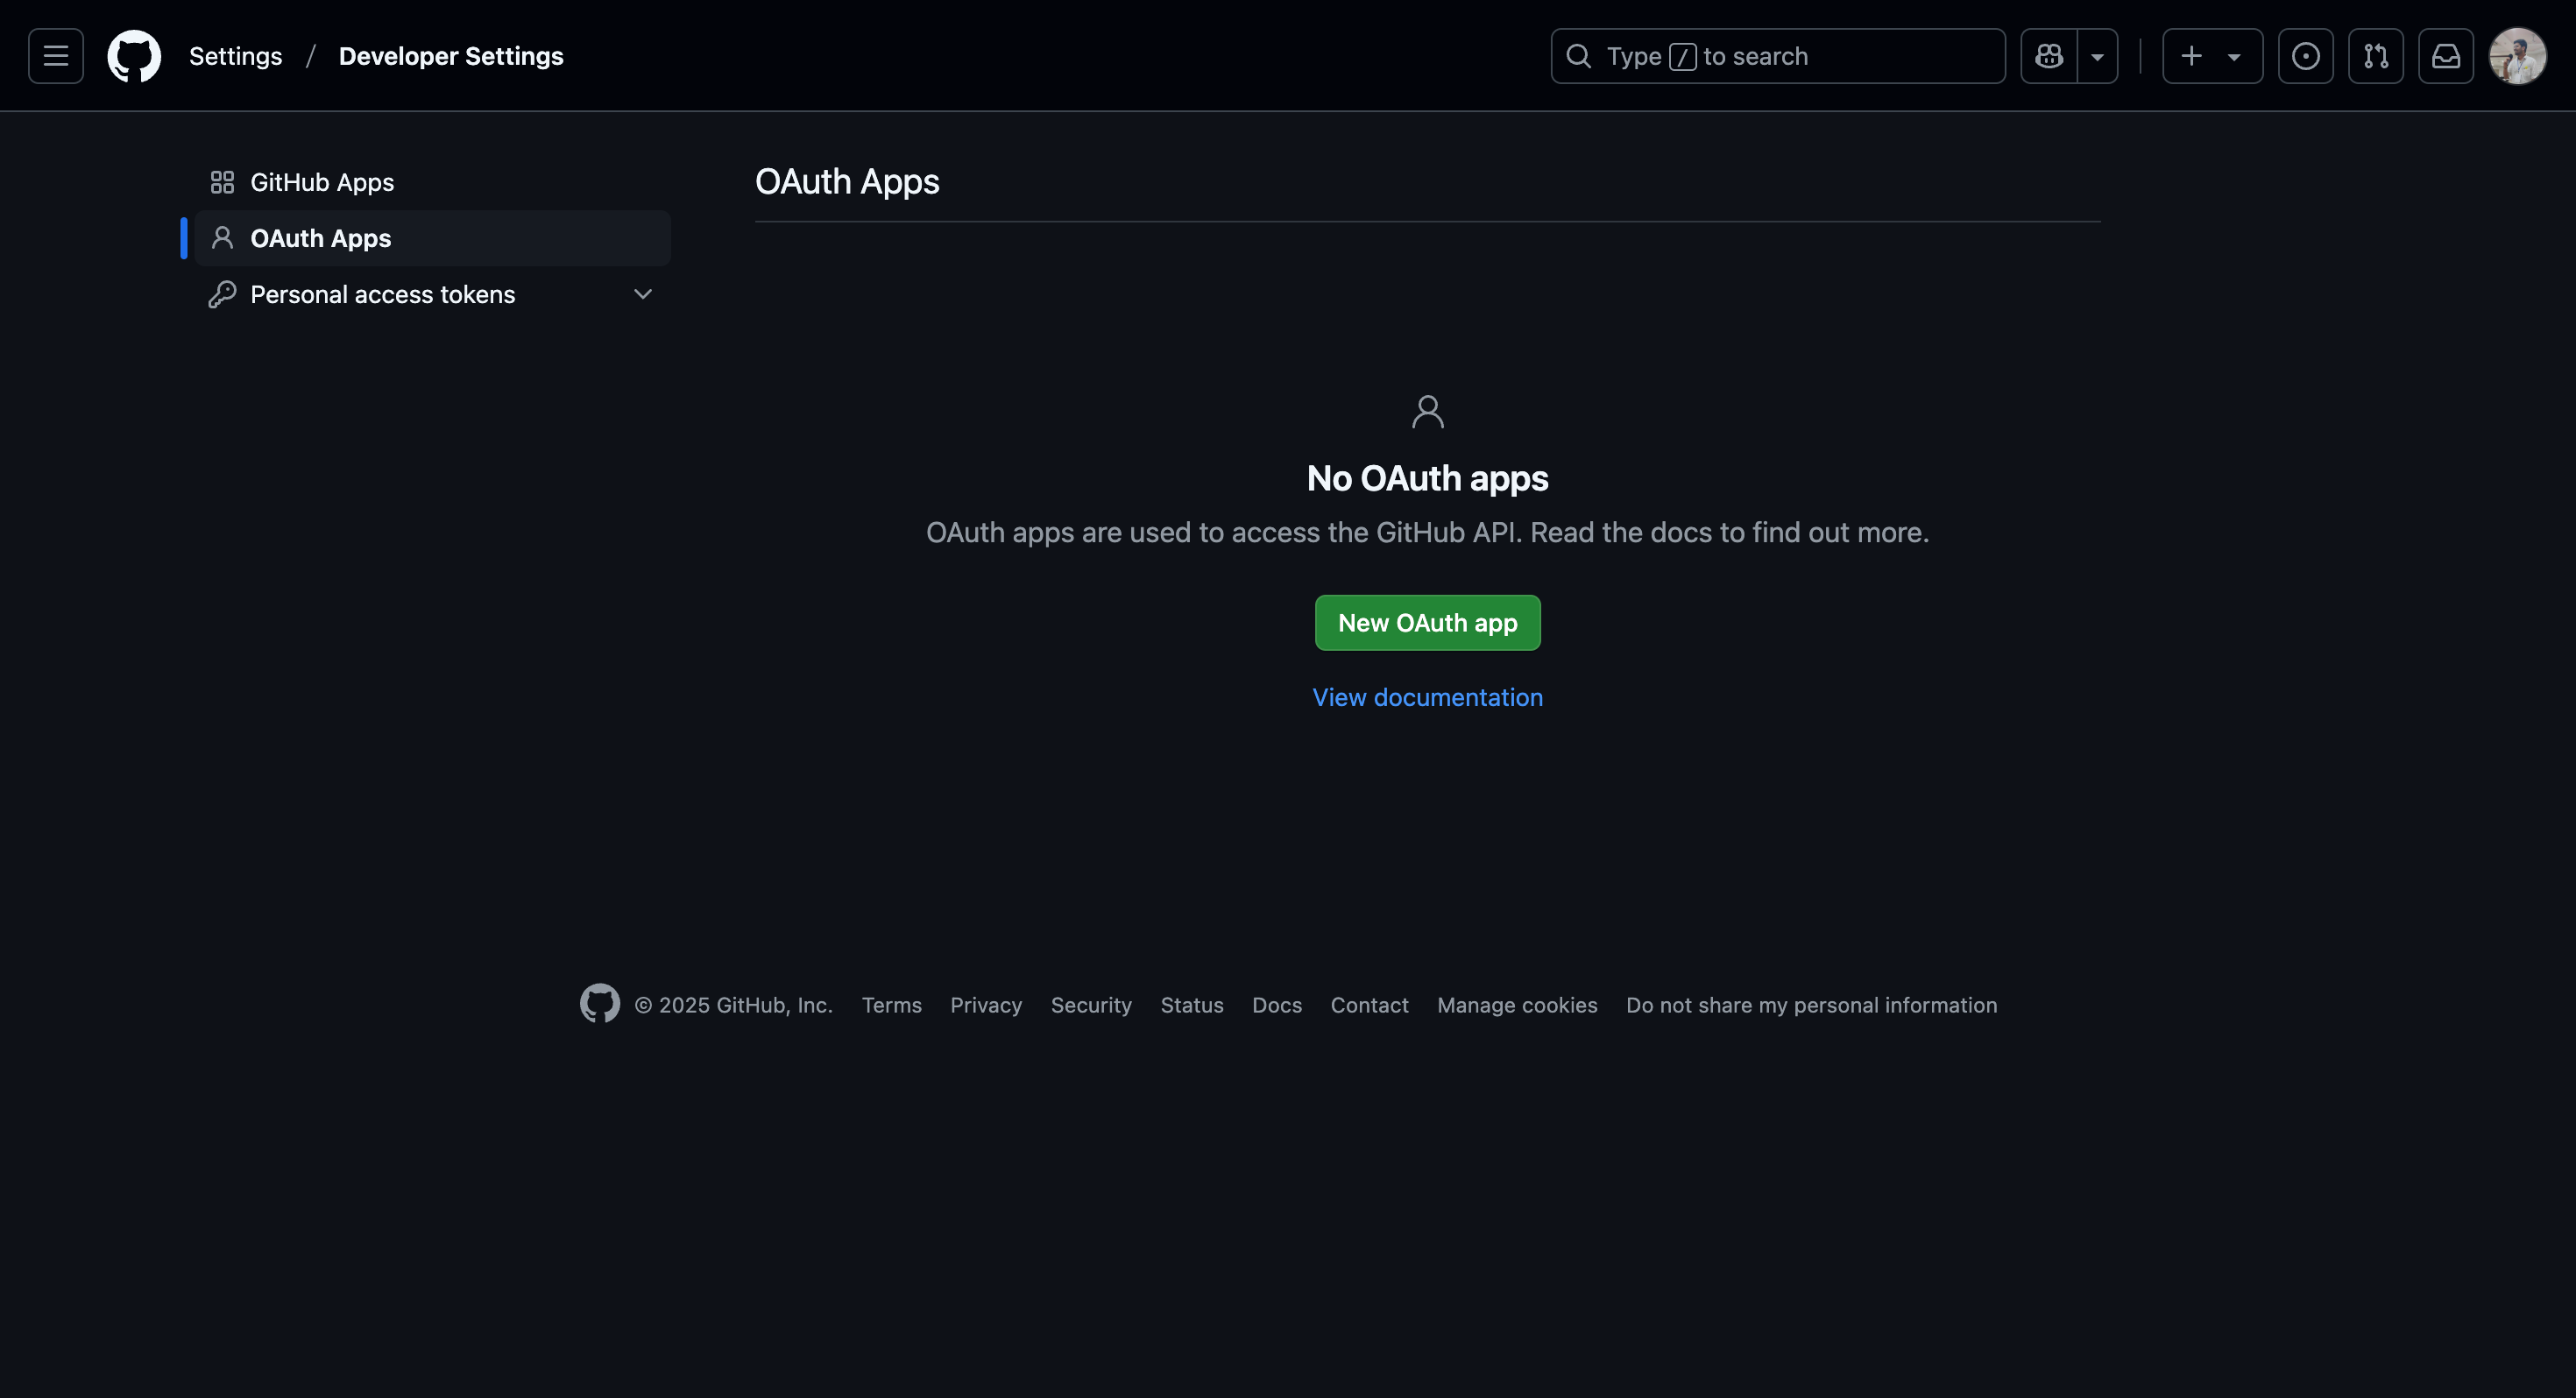 Settings / Developer Settings
Type / to search
GitHub Apps
OAuth Apps
Personal access tokens
OAuth Apps
No OAuth apps
OAuth apps are used to access the GitHub API. Read the docs to find out more.
New OAuth app
View documentation
© 2025 GitHub, Inc. Terms Privacy Security Status Docs Contact Manage cookies Do not share my personal information